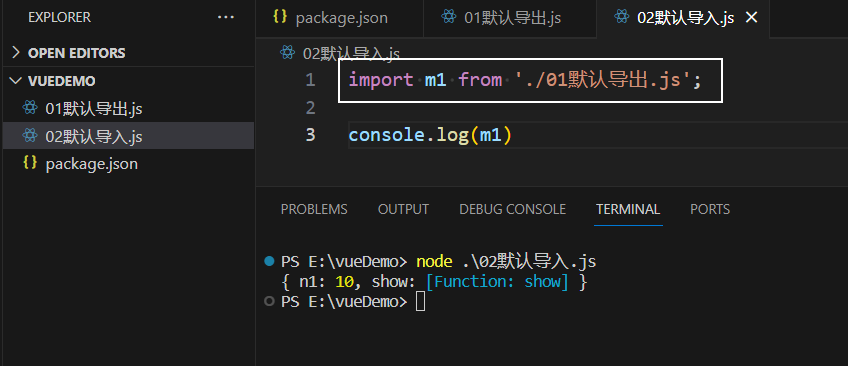 EXPLORER
OPEN EDITORS
VUEDEMO
01默认导出.js
02默认导入.js
{} package.json
{} package.json
01默认导出.js
02默认导入.js
02默认导入.js
1 import m1 from './01默认导出.js';
2
3 console.log(m1)
PROBLEMS OUTPUT DEBUG CONSOLE TERMINAL PORTS
PS E:\vueDemo> node .\02默认导入.js
{ n1: 10, show: [Function: show] }
PS E:\vueDemo>